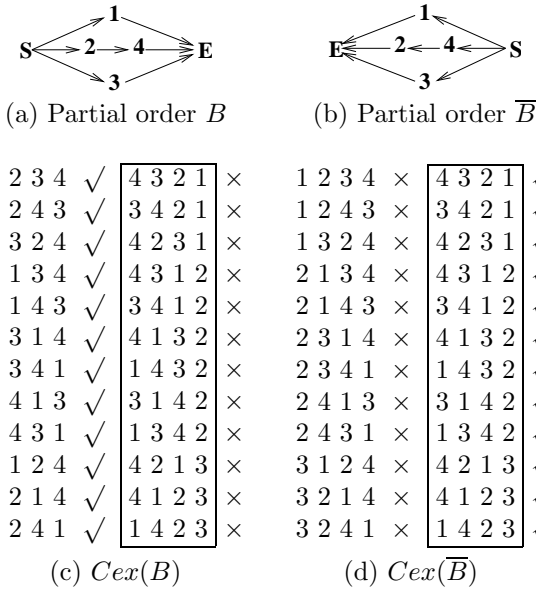 1 1
S 2 4 E E 2 4 S
3 3
(a) Partial order B (b) Partial order B̅
2 3 4 √ 4 3 2 1 × 1 2 3 4 × 4 3 2 1
2 4 3 √ 3 4 2 1 × 1 2 4 3 × 3 4 2 1
3 2 4 √ 4 2 3 1 × 1 3 2 4 × 4 2 3 1
1 3 4 √ 4 3 1 2 × 2 1 3 4 × 4 3 1 2
1 4 3 √ 3 4 1 2 × 2 1 4 3 × 3 4 1 2
3 1 4 √ 4 1 3 2 × 2 3 1 4 × 4 1 3 2
3 4 1 √ 1 4 3 2 × 2 3 4 1 × 1 4 3 2
4 1 3 √ 3 1 4 2 × 2 4 1 3 × 3 1 4 2
4 3 1 √ 1 3 4 2 × 2 4 3 1 × 1 3 4 2
1 2 4 √ 4 2 1 3 × 3 1 2 4 × 4 2 1 3
2 1 4 √ 4 1 2 3 × 3 2 1 4 × 4 1 2 3
2 4 1 √ 1 4 2 3 × 3 2 4 1 × 1 4 2 3
(c) Cex(B) (d) Cex(B̅)